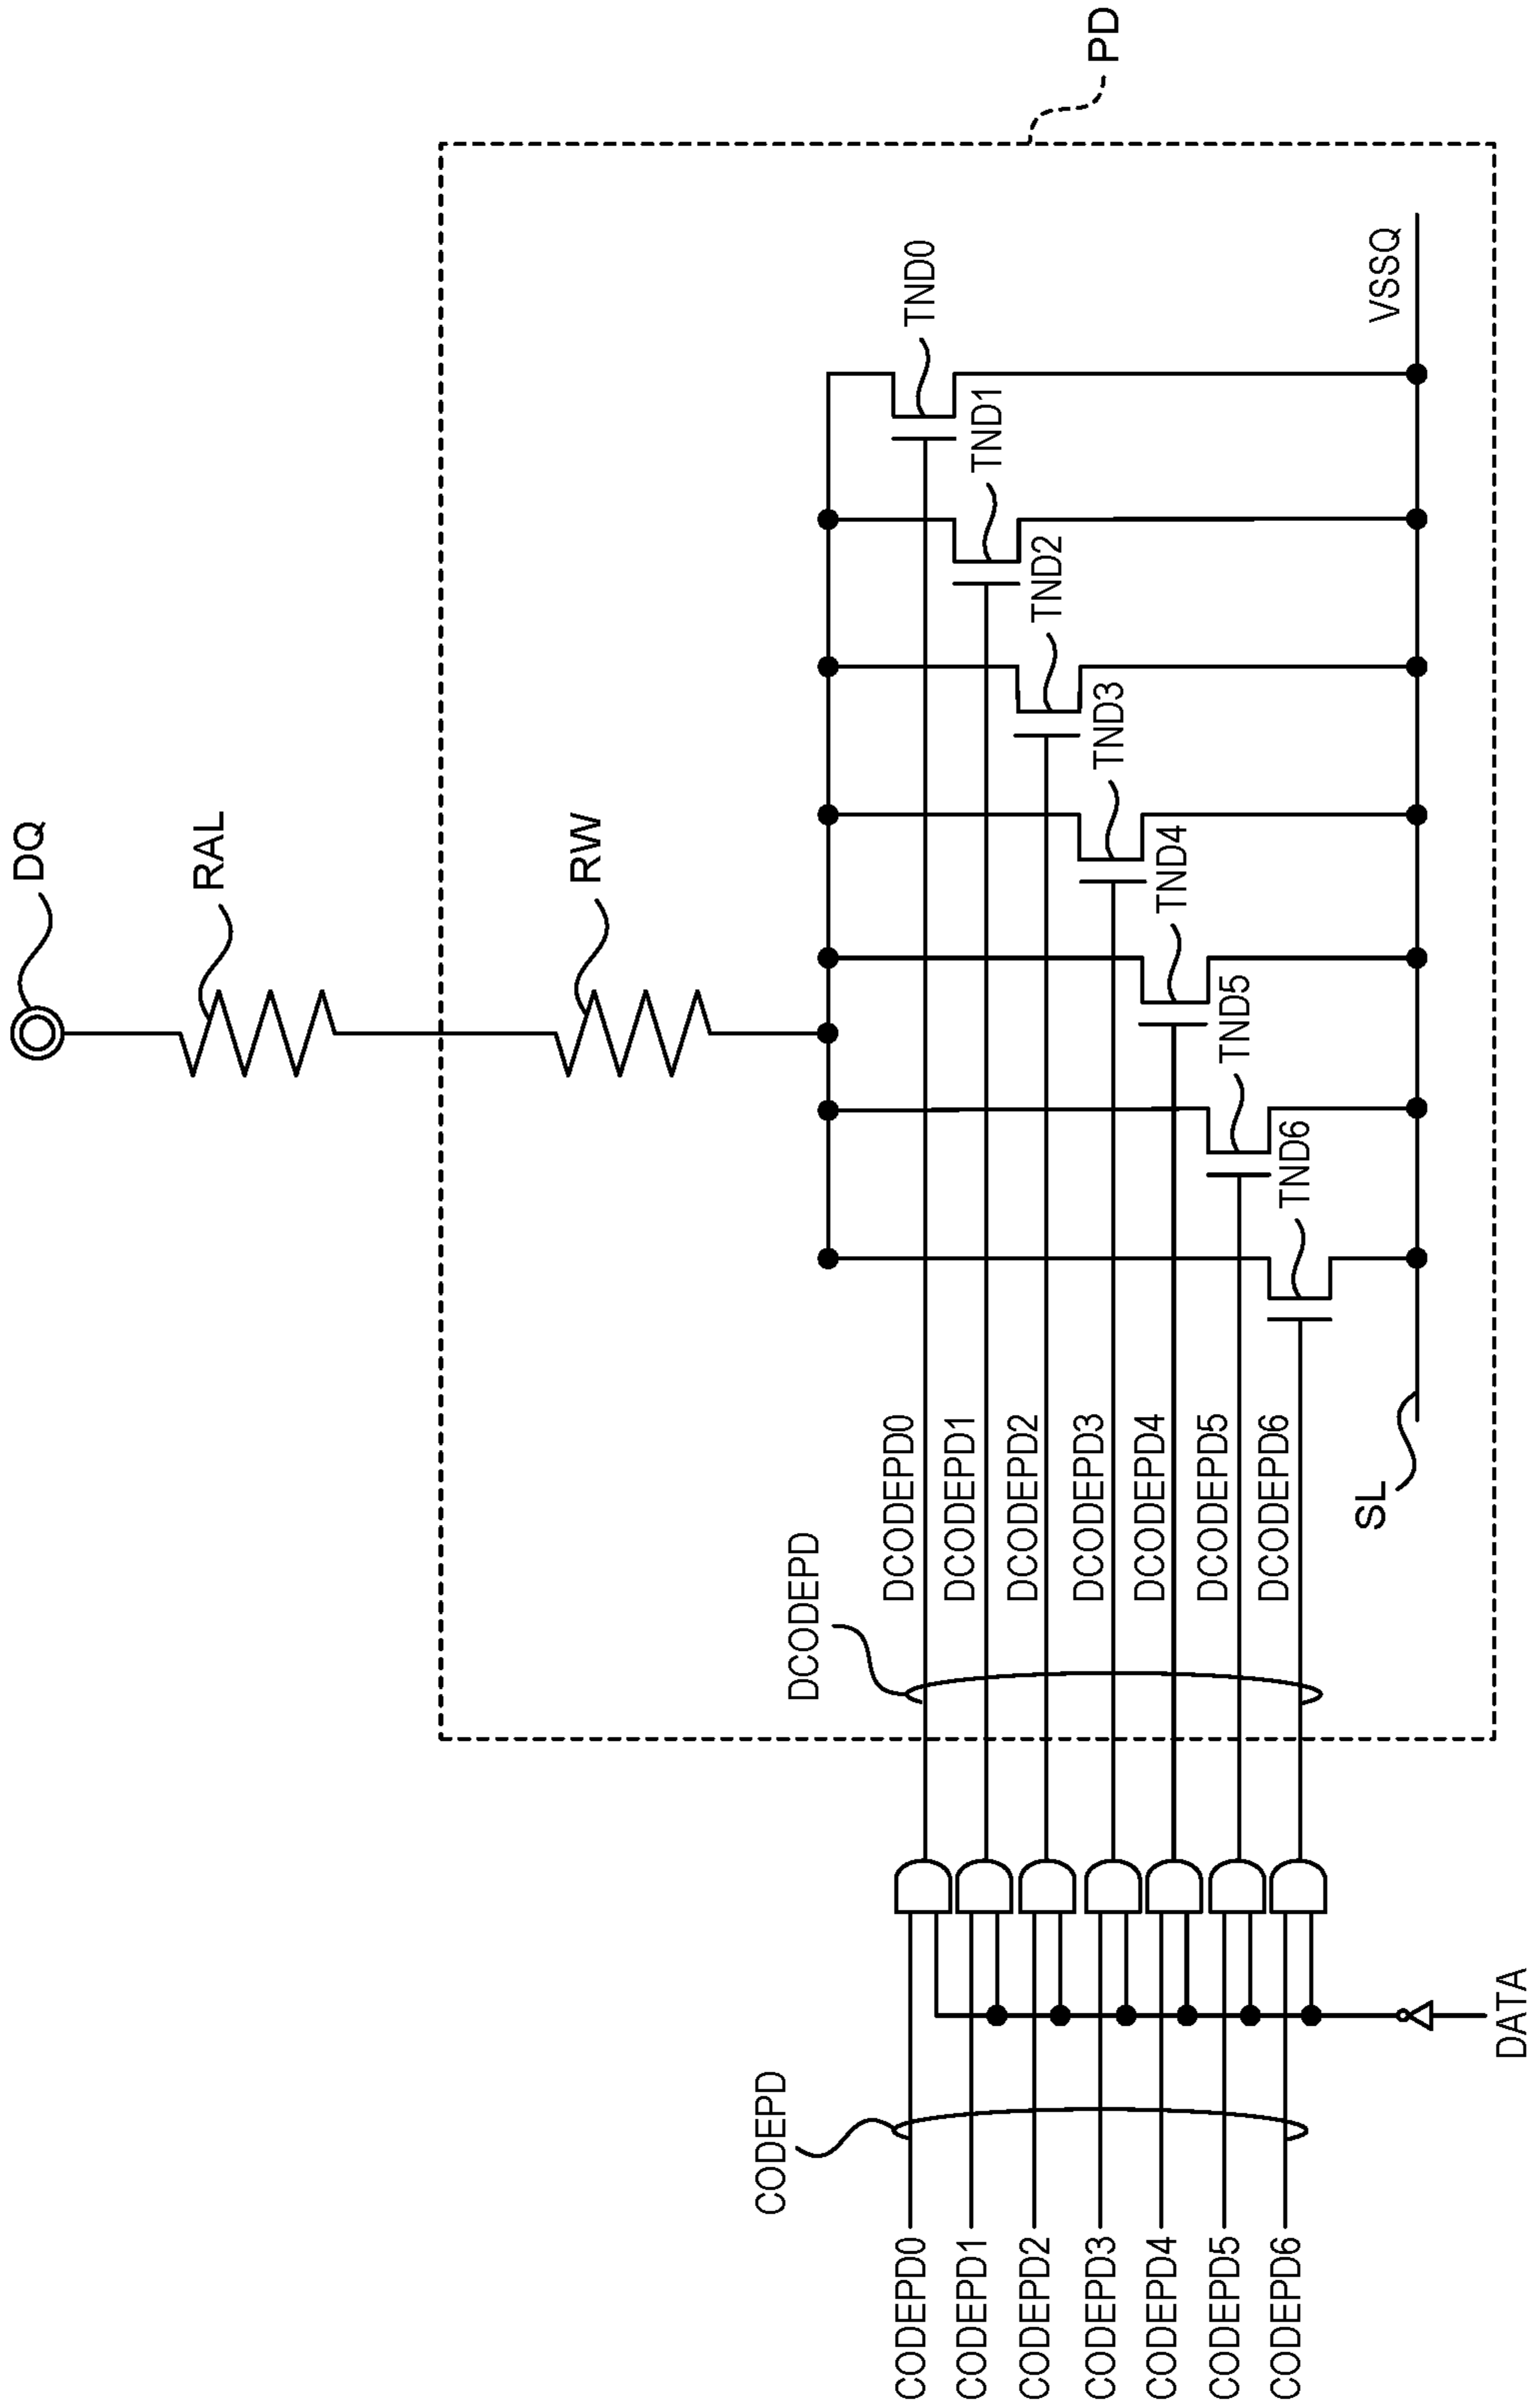 DQ
RAL
RW
PD
TND0
TND1
TND2
TND3
TND4
TND5
TND6
VSSQ
SL
DCODEPD
DCODEPD0
DCODEPD1
DCODEPD2
DCODEPD3
DCODEPD4
DCODEPD5
DCODEPD6
CODEPD
CODEPD0
CODEPD1
CODEPD2
CODEPD3
CODEPD4
CODEPD5
CODEPD6
DATA